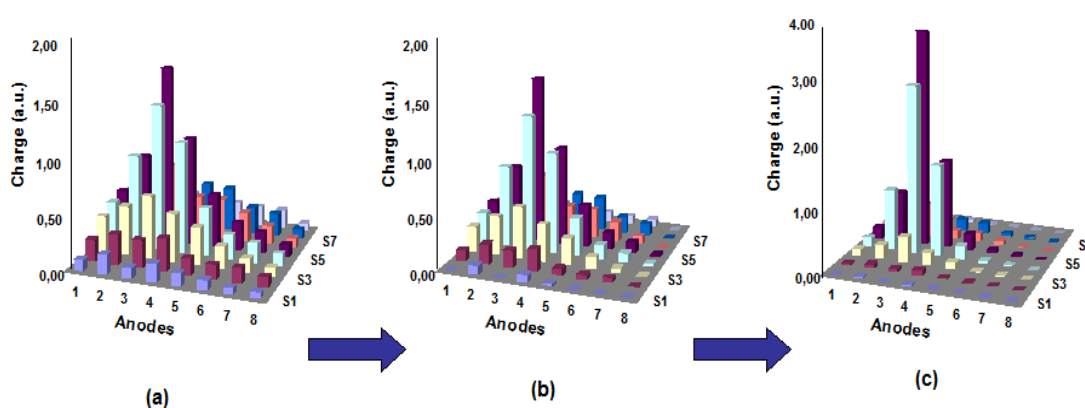 2,00
1,50
1,00
0,50
0,00
Charge (a.u.)
1 2 3 4 5 6 7 8
Anodes
S7
S5
S3
S1
(a)
2,00
1,50
1,00
0,50
0,00
Charge (a.u.)
1 2 3 4 5 6 7 8
Anodes
S7
S5
S3
S1
(b)
4,00
3,00
2,00
1,00
0,00
Charge (a.u.)
1 2 3 4 5 6 7 8
Anodes
S7
S5
S3
S1
(c)